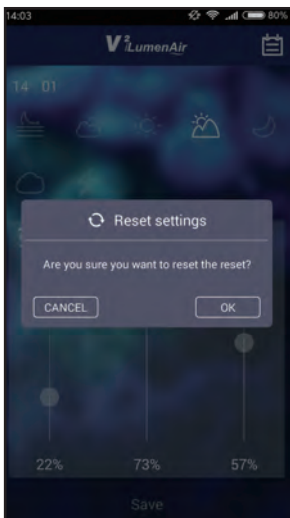 14:03
80%
V²iLumenAir
14 01
Reset settings
Are you sure you want to reset the reset?
CANCEL
OK
22%
73%
57%
Save